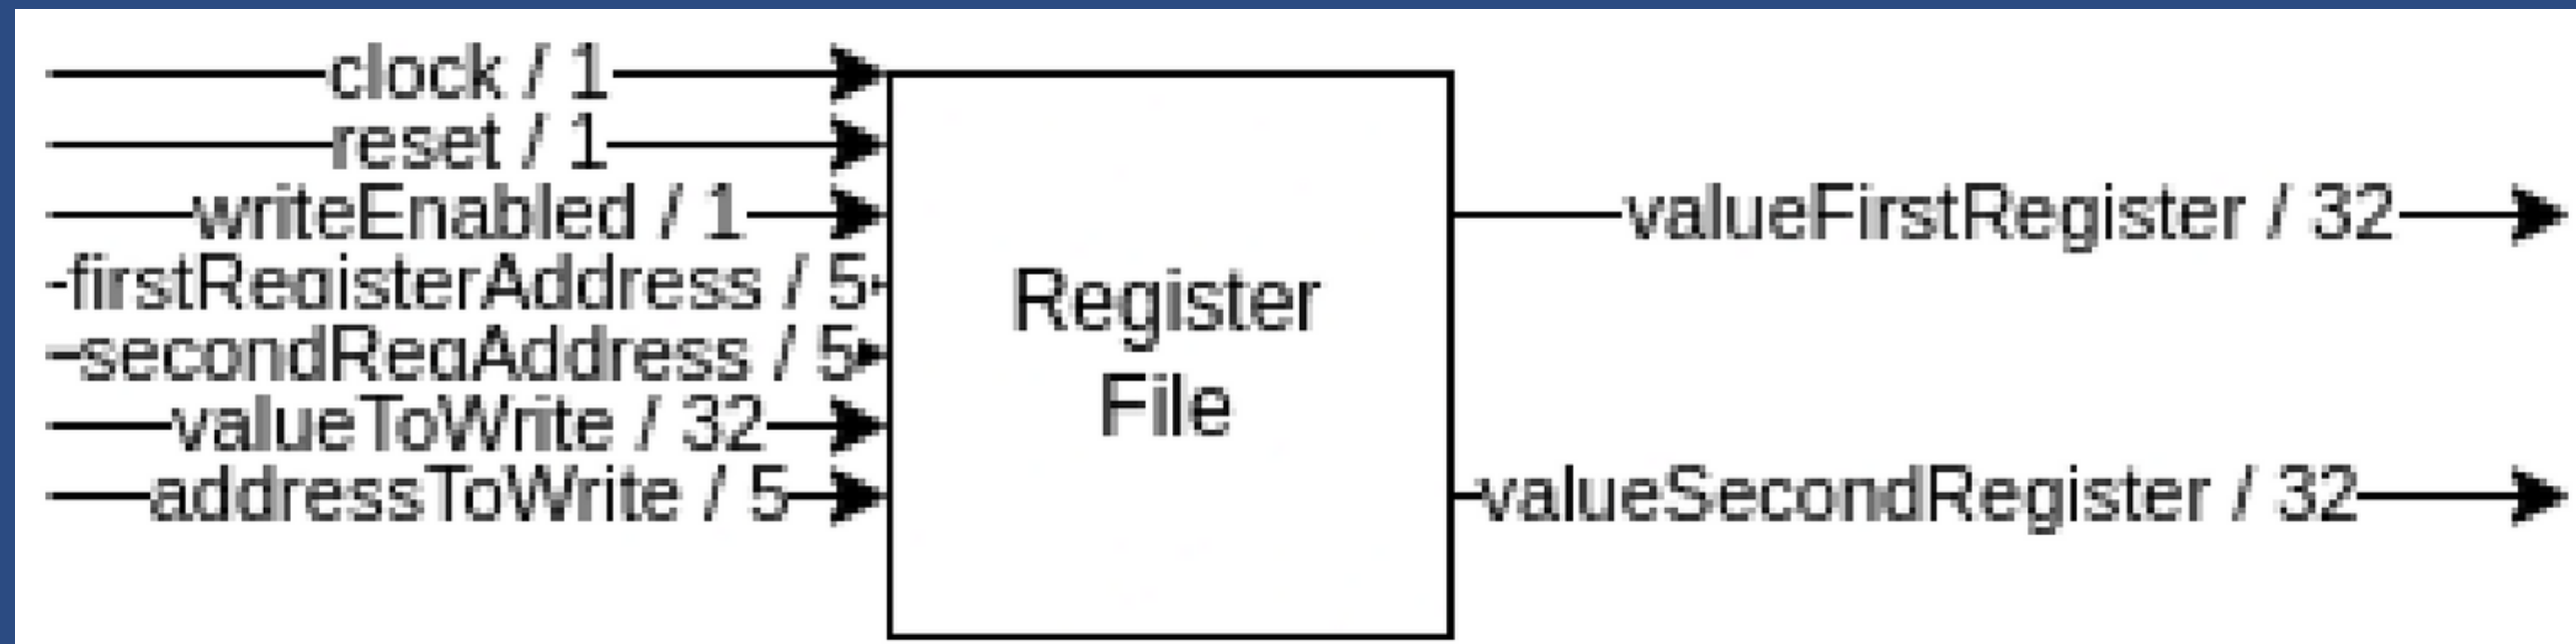 clock / 1
reset / 1
writeEnabled / 1
firstRegisterAddress / 5
secondRegAddress / 5
valueToWrite / 32
addressToWrite / 5
Register
File
valueFirstRegister / 32
valueSecondRegister / 32